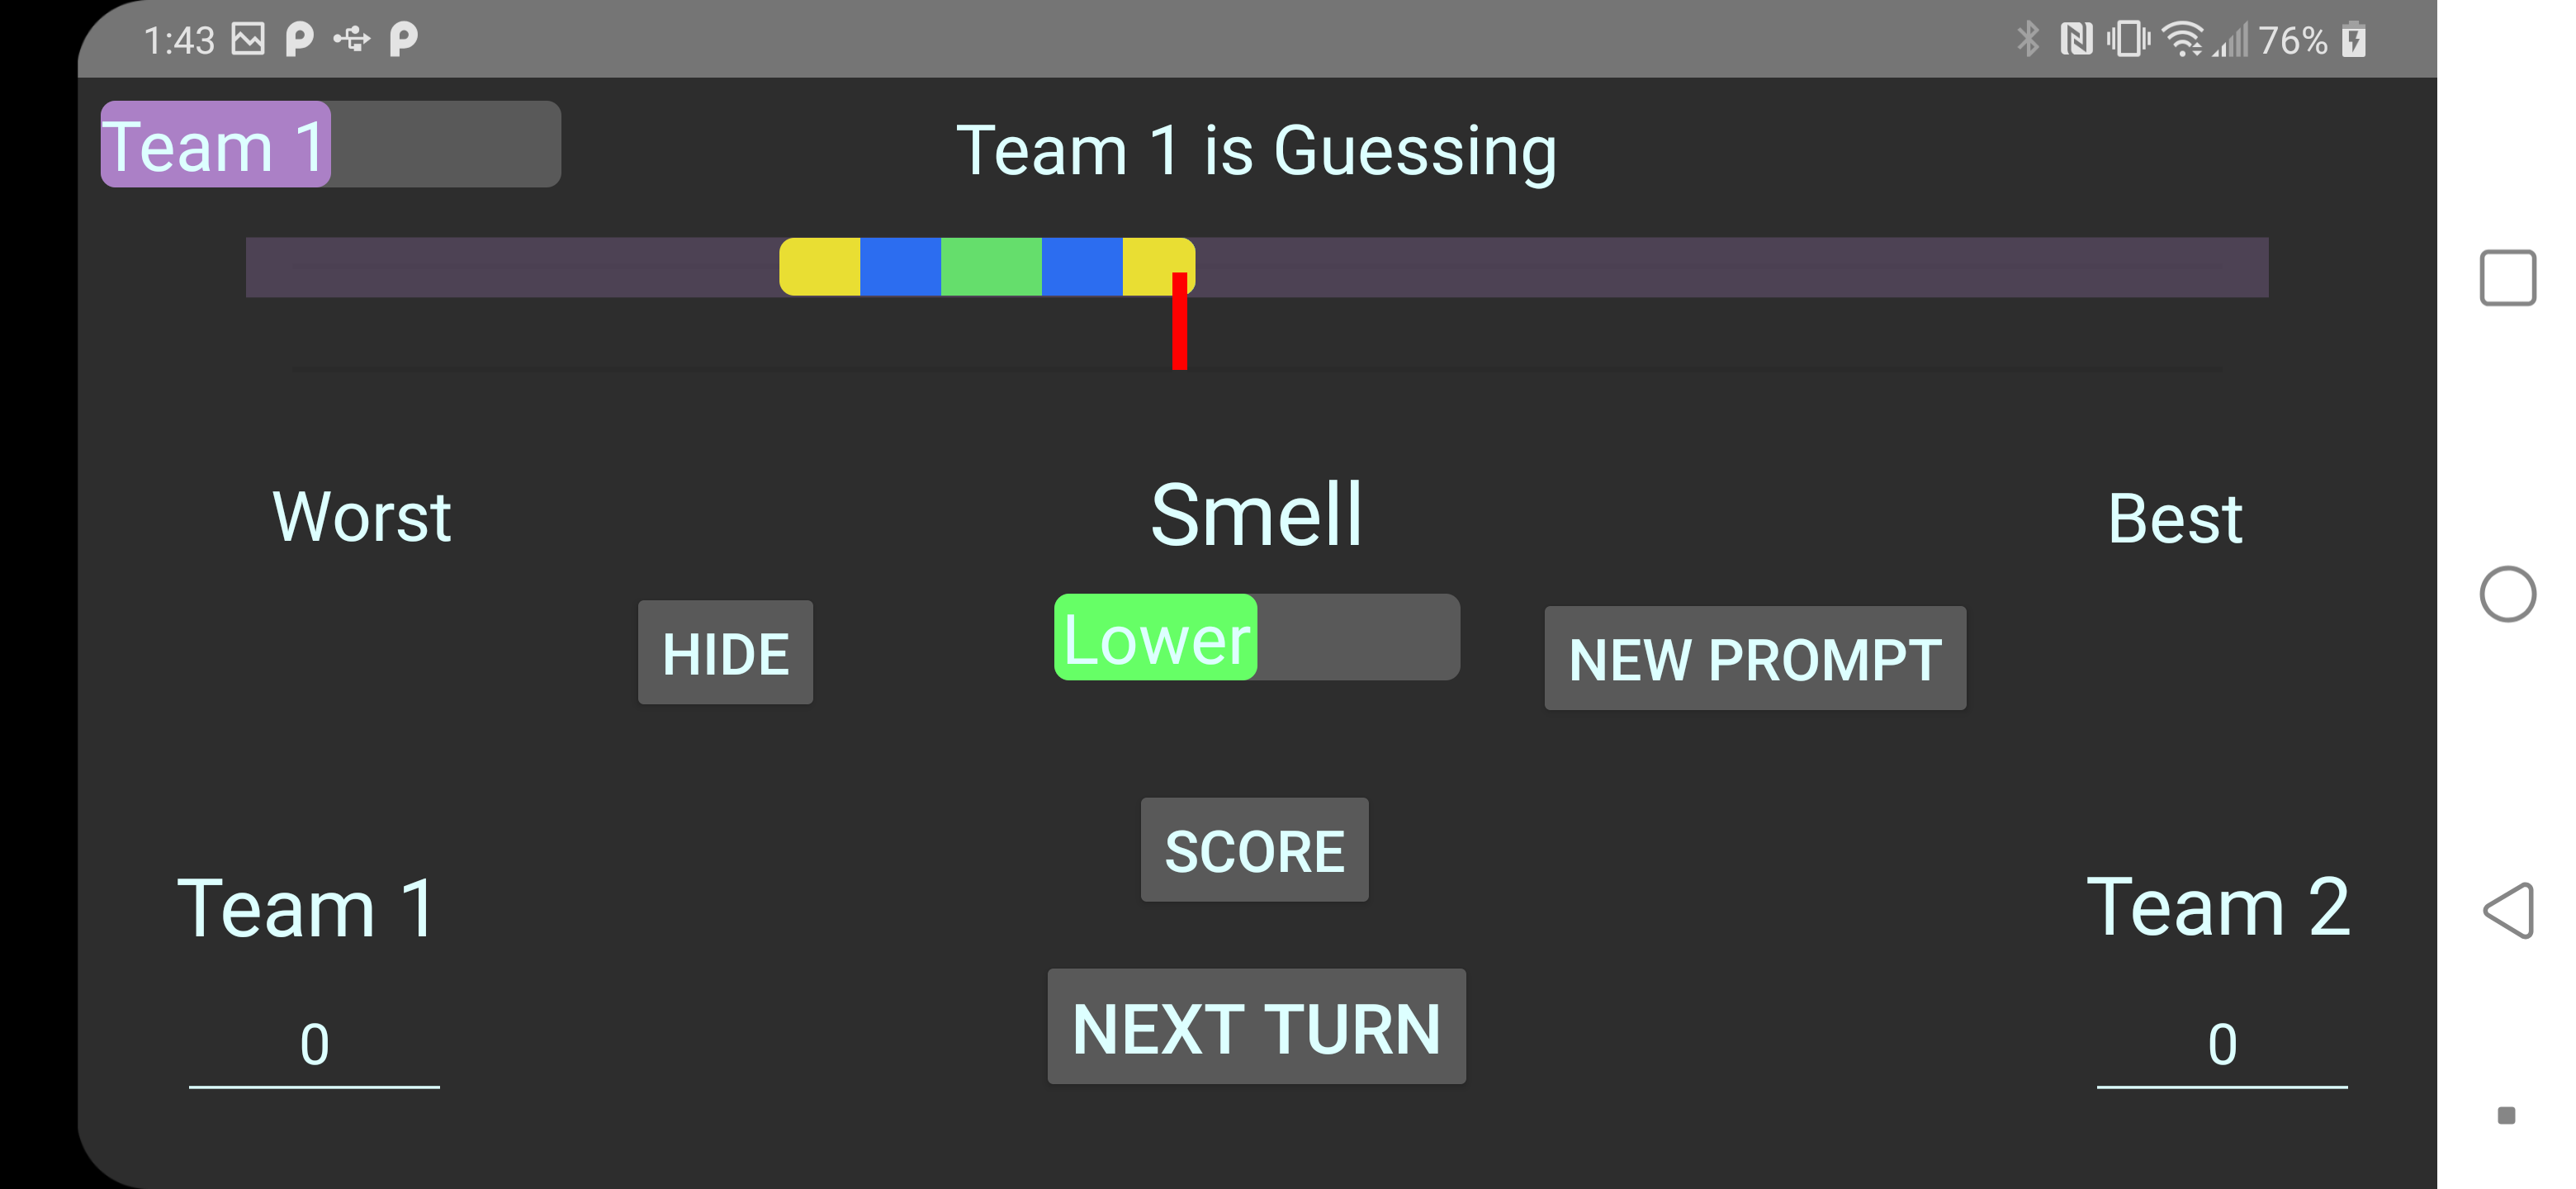 1:43 76%
Team 1
Team 1 is Guessing
Worst Smell Best
HIDE Lower NEW PROMPT
SCORE
Team 1 Team 2
NEXT TURN
0 0